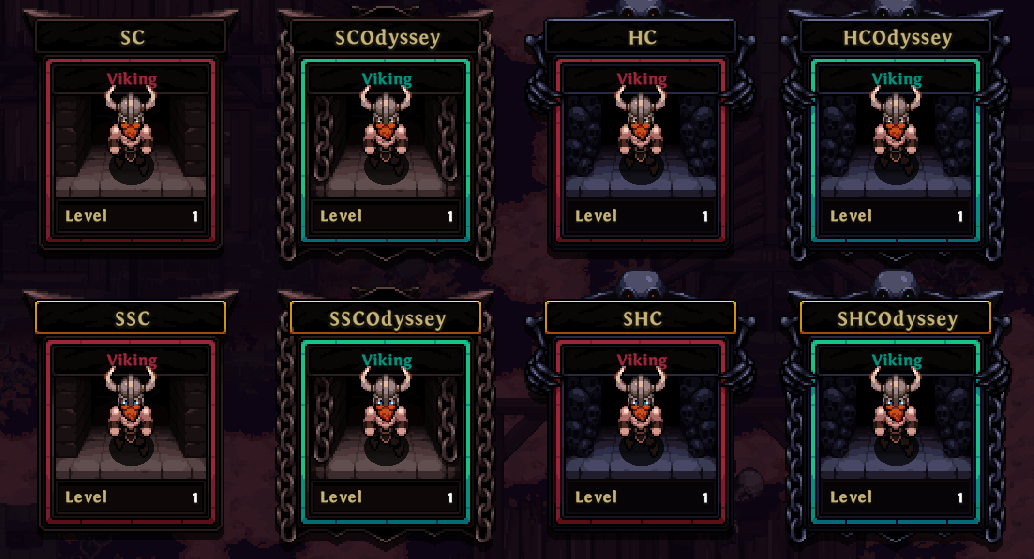 SC
SCOdyssey
HC
HCOdyssey
Viking
Viking
Viking
Viking
Level 1
Level 1
Level 1
Level 1
SSC
SSCOdyssey
SHC
SHCOdyssey
Viking
Viking
Viking
Viking
Level 1
Level 1
Level 1
Level 1